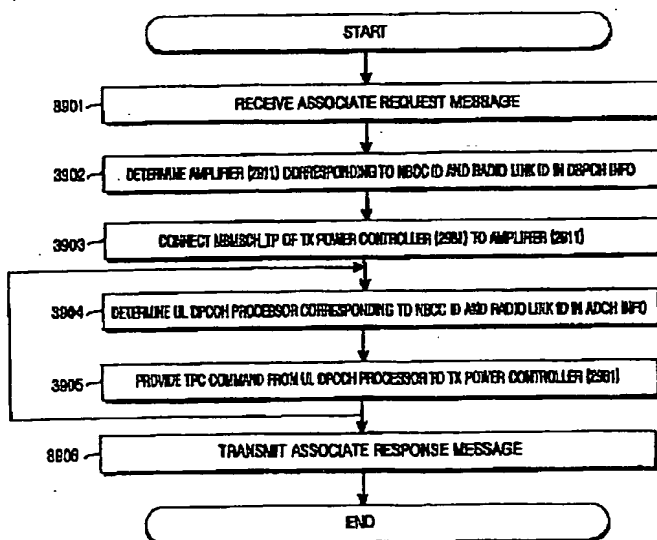 START
3901
RECEIVE ASSOCIATE REQUEST MESSAGE
3902
DETERMINE AMPLIFIER (2911) CORRESPONDING TO NBCC ID AND RADIO LINK ID IN DSPCH INFO
3903
CONNECT MBMSCH_TP OF TX POWER CONTROLLER (2981) TO AMPLIFIER (2911)
3904
DETERMINE UL DPCCH PROCESSOR CORRESPONDING TO NBCC ID AND RADIO LINK ID IN ADCH INFO
3905
PROVIDE TPC COMMAND FROM UL DPCCH PROCESSOR TO TX POWER CONTROLLER (2981)
3906
TRANSMIT ASSOCIATE RESPONSE MESSAGE
END